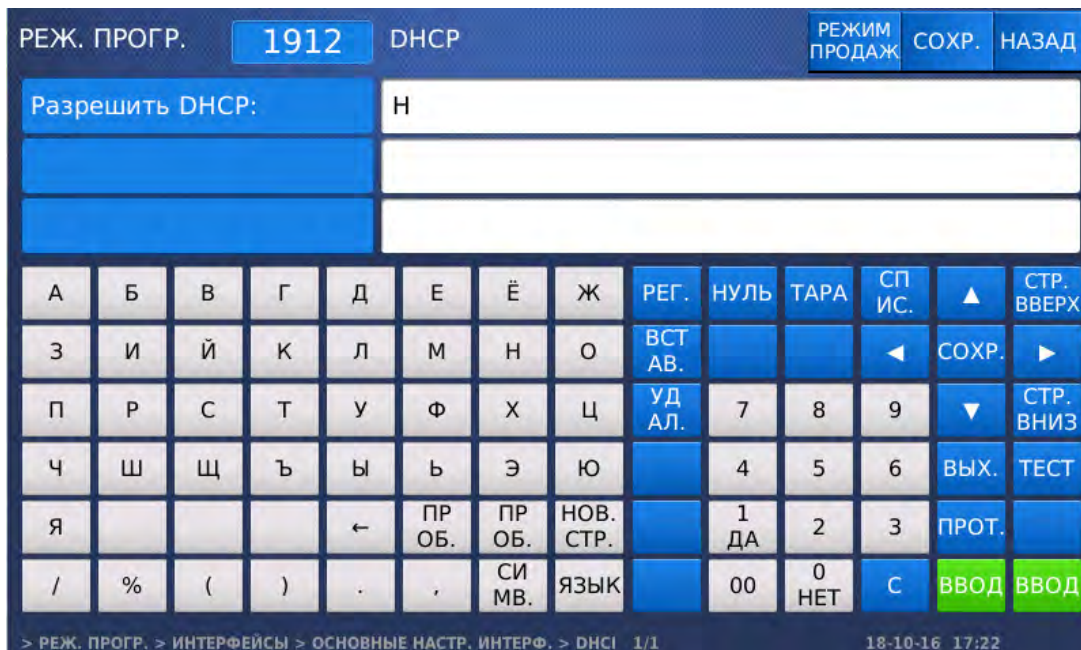 РЕЖ. ПРОГР. 1912 DHCP РЕЖИМ ПРОДАЖ СОХР. НАЗАД
Разрешить DHCP: Н
А Б В Г Д Е Ё Ж РЕГ. НУЛЬ ТАРА СП ИС. ▲ СТР. ВВЕРХ
З И Й К Л М Н О ВСТ АВ. ◀ СОХР. ▶
П Р С Т У Ф Х Ц УД АЛ. 7 8 9 ▼ СТР. ВНИЗ
Ч Ш Щ Ъ Ы Ь Э Ю 4 5 6 ВЫХ. ТЕСТ
Я ← ПР ОБ. ПР ОБ. НОВ. СТР. 1 ДА 2 3 ПРОТ.
/ % ( ) . , СИ МВ. ЯЗЫК 00 0 НЕТ С ВВОД ВВОД
> РЕЖ. ПРОГР. > ИНТЕРФЕЙСЫ > ОСНОВНЫЕ НАСТР. ИНТЕРФ. > DHCI 1/1 18-10-16 17:22